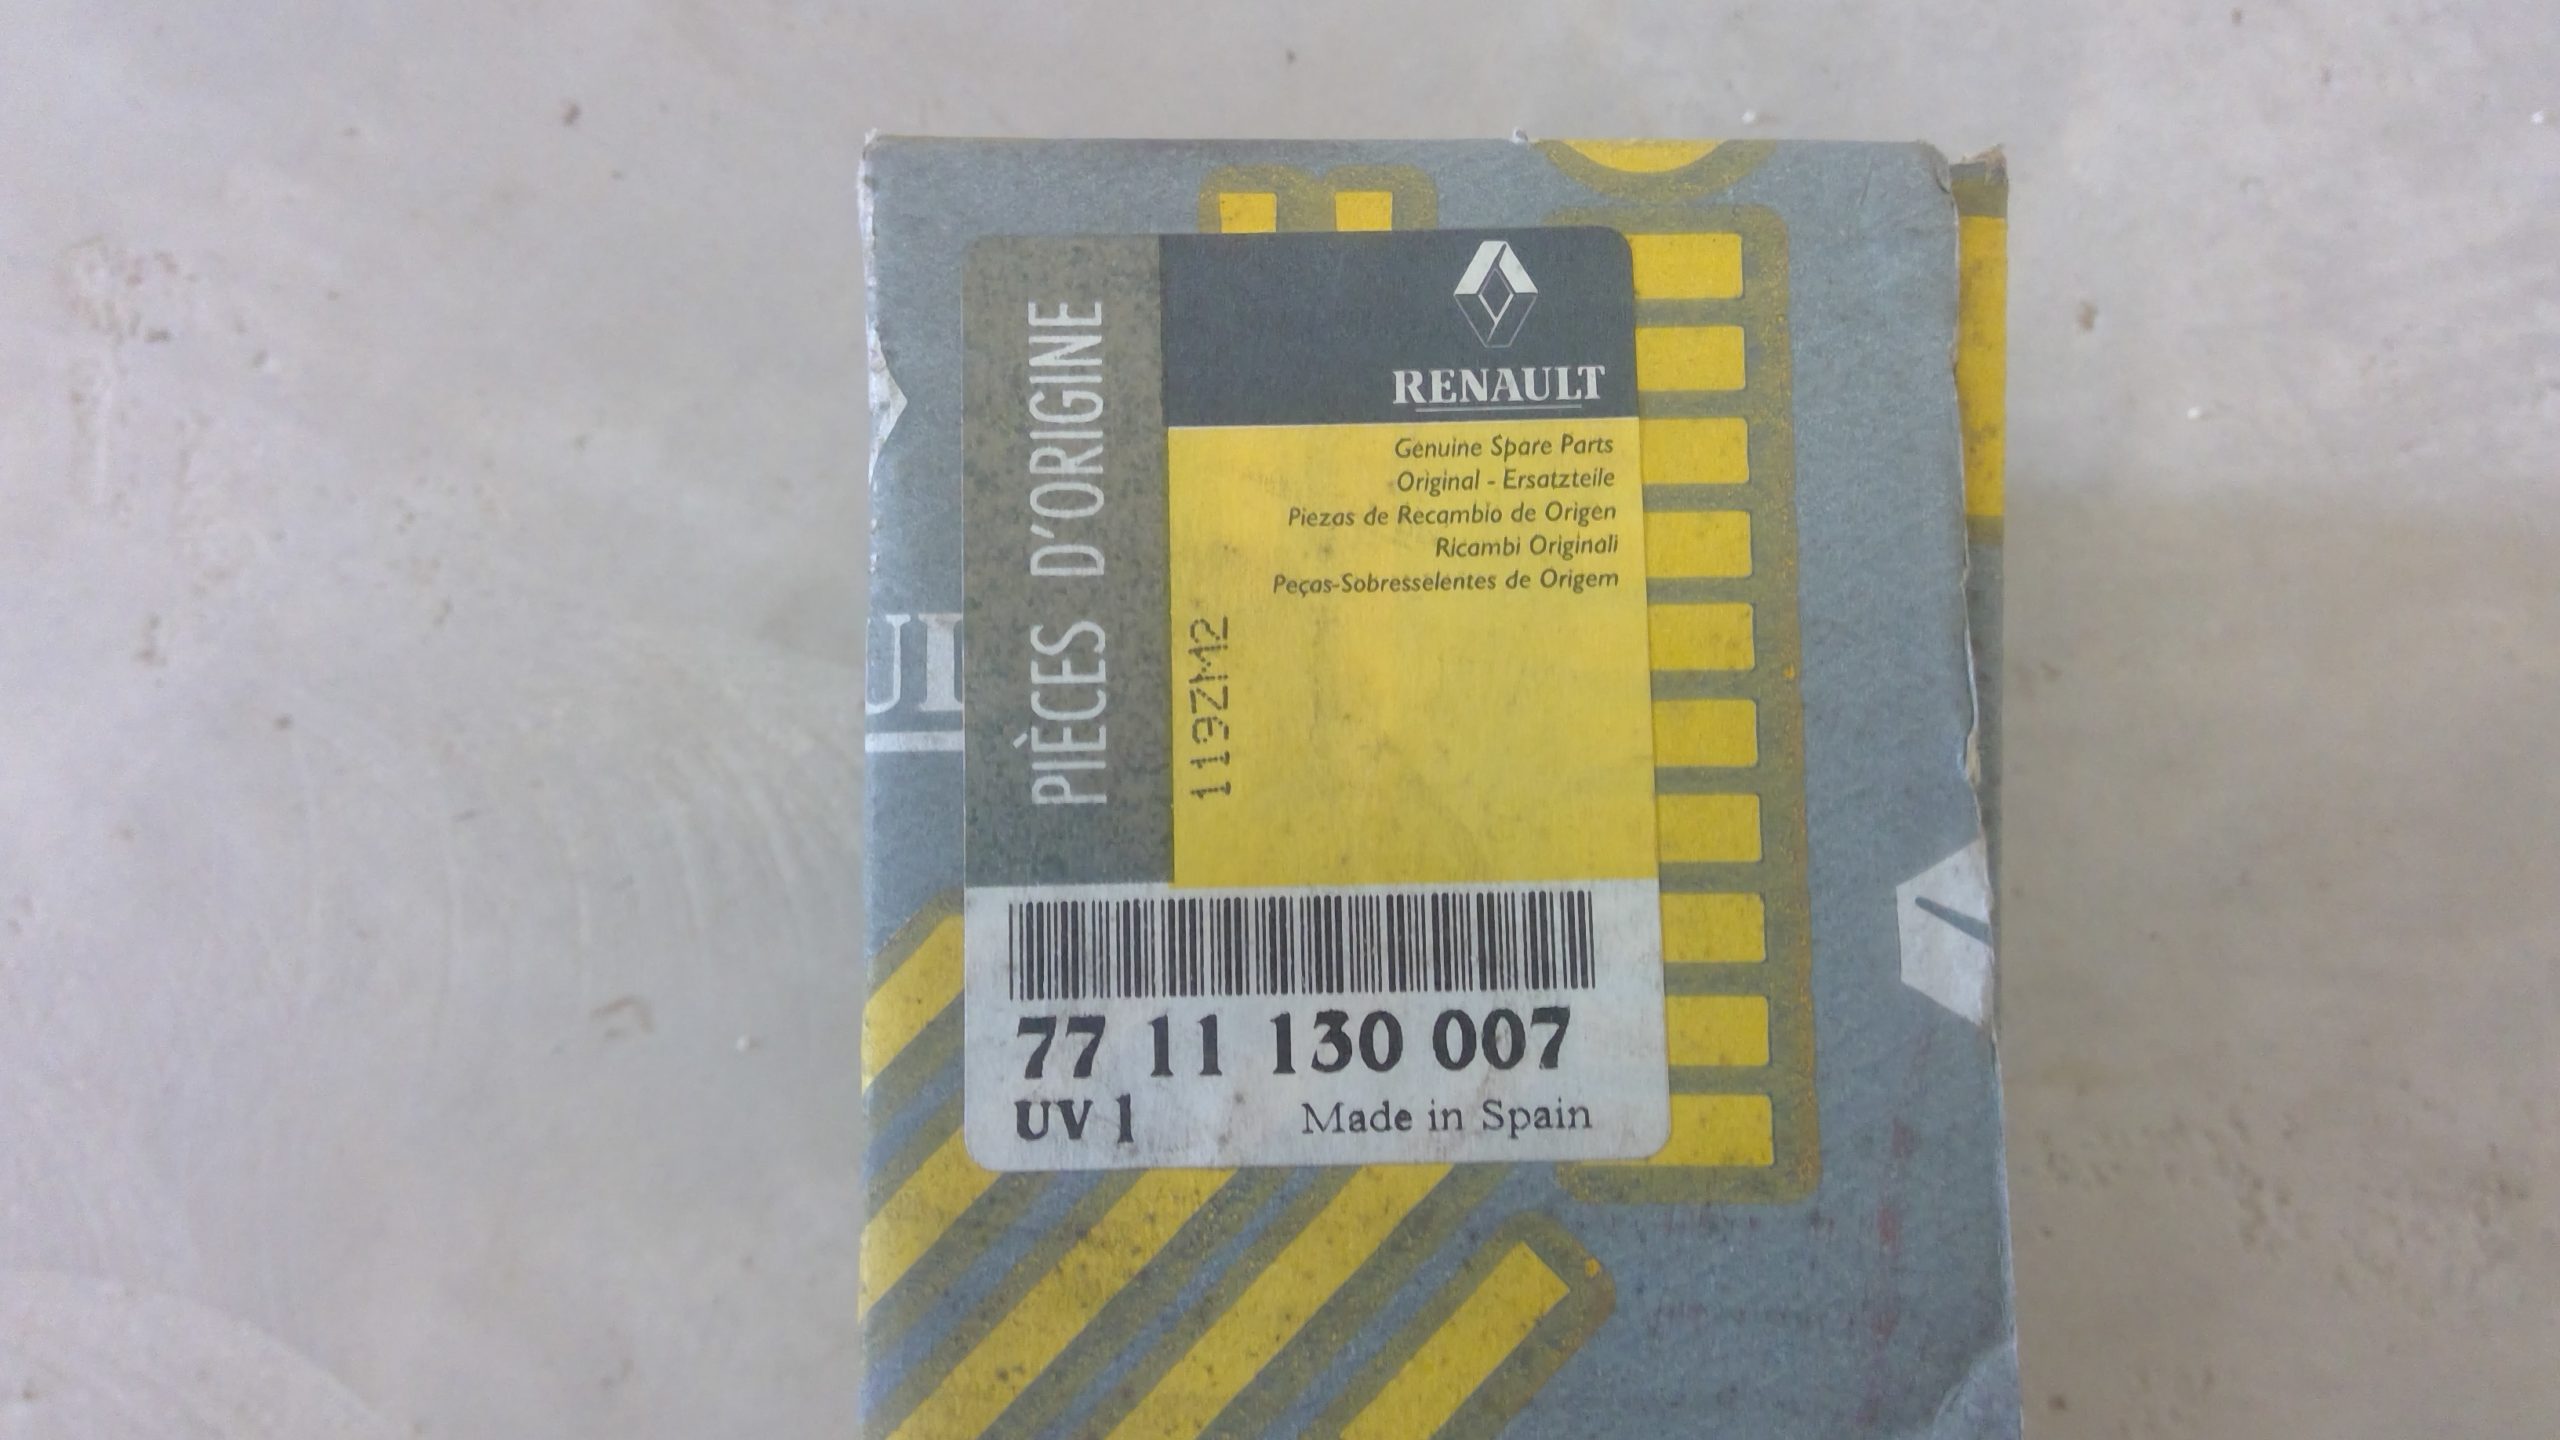 RENAULT
PIÈCES D'ORIGINE
Genuine Spare Parts
Original - Ersatzteile
Piezas de Recambio de Origen
Ricambi Originali
Peças-Sobresselentes de Origem
119ZM2
77 11 130 007
UV 1 Made in Spain